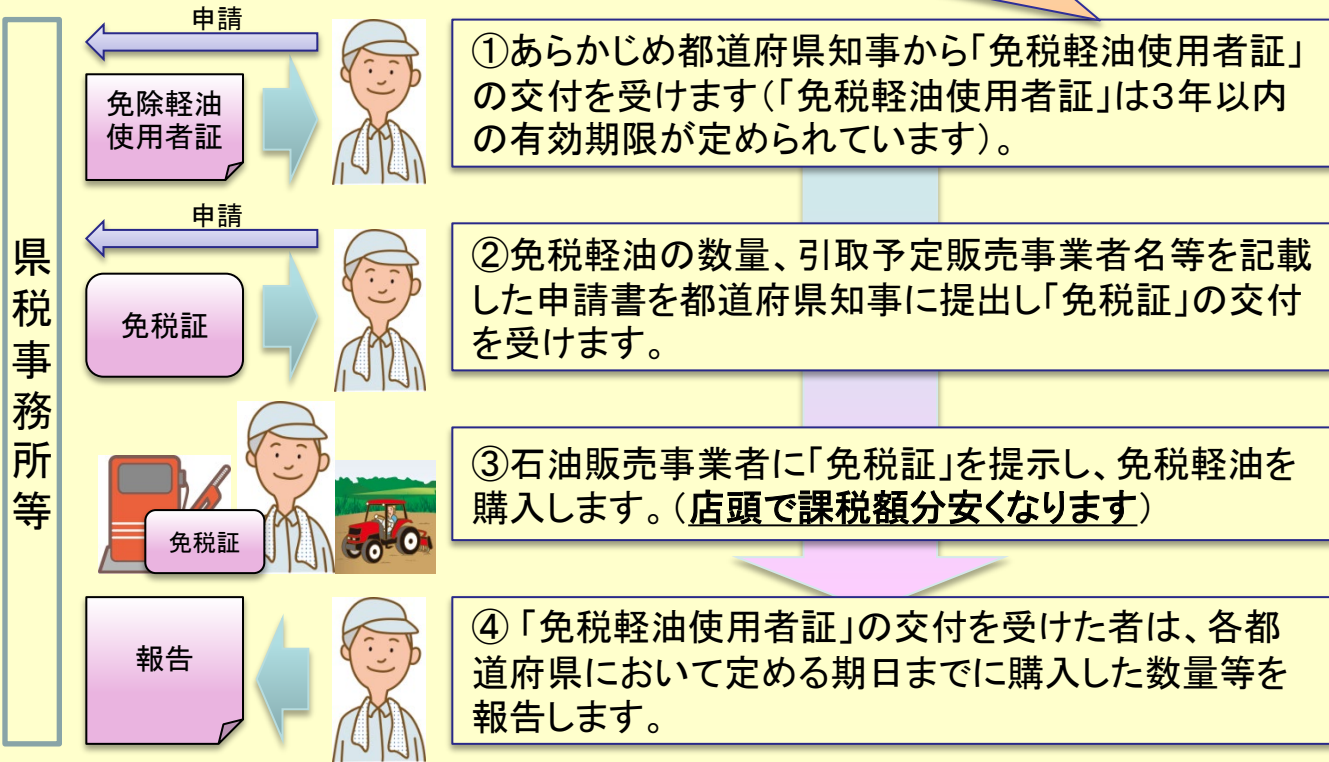 県税事務所等
申請
免除軽油
使用者証
①あらかじめ都道府県知事から「免税軽油使用者証」
の交付を受けます(「免税軽油使用者証」は3年以内
の有効期限が定められています)。
申請
免税証
②免税軽油の数量、引取予定販売事業者名等を記載
した申請書を都道府県知事に提出し「免税証」の交付
を受けます。
免税証
③石油販売事業者に「免税証」を提示し、免税軽油を
購入します。(店頭で課税額分安くなります)
報告
④「免税軽油使用者証」の交付を受けた者は、各都
道府県において定める期日までに購入した数量等を
報告します。